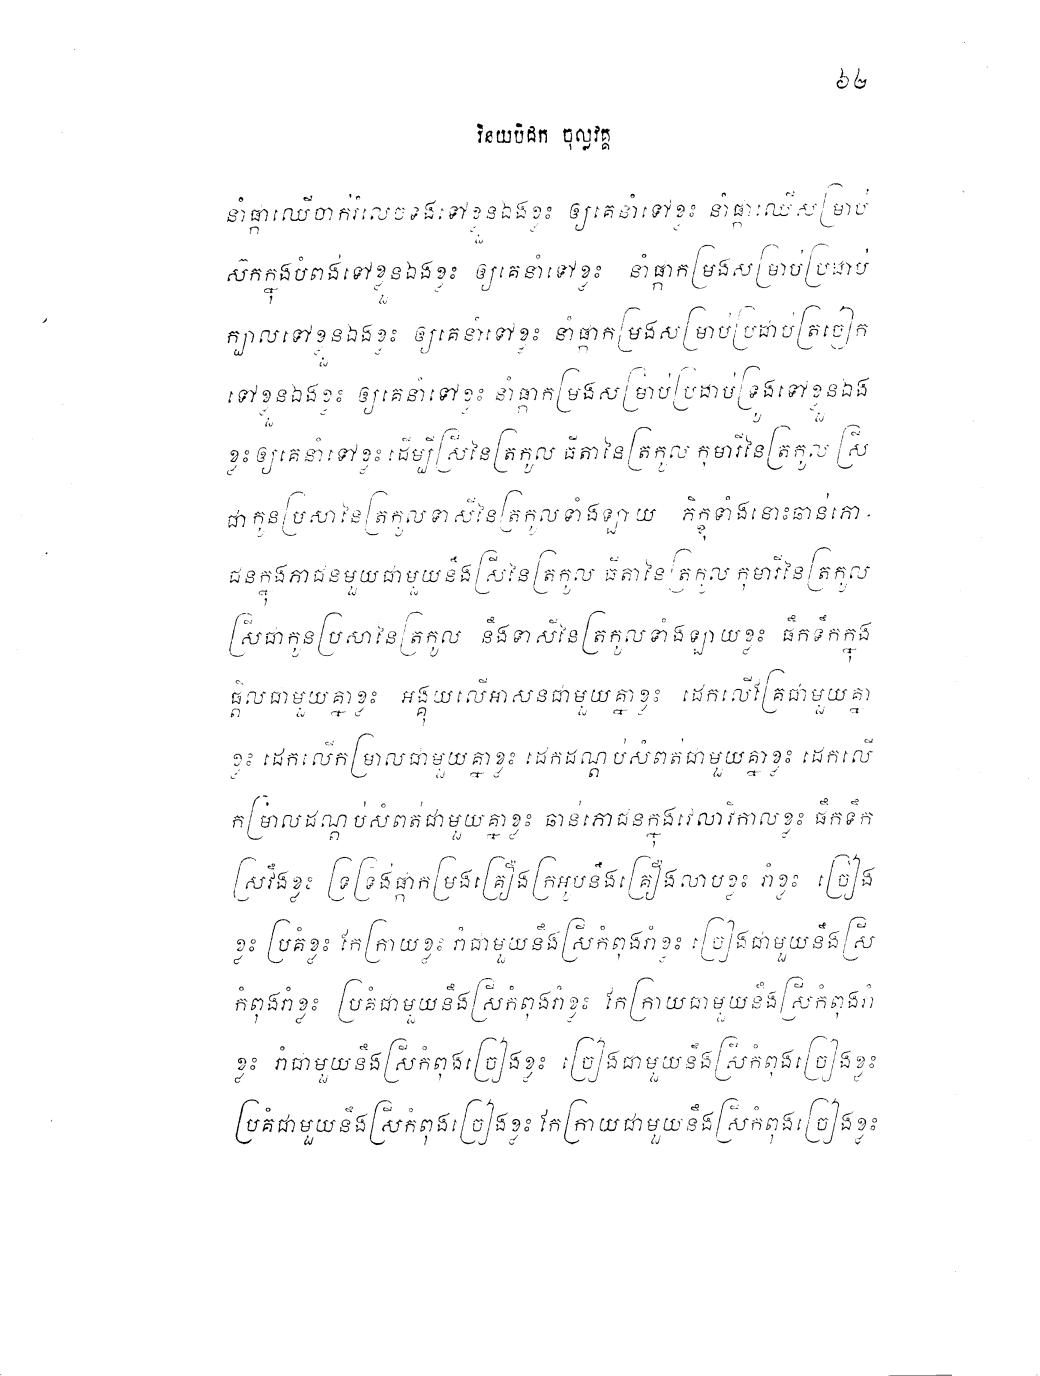 ៦២
វិនយបិដក ចុល្លវគ្គ
នាំផ្កាឈើចាក់រំលេចទងទៅខ្លួនឯងខ្លះ ឲ្យគេនាំទៅខ្លះ នាំផ្កាឈើសម្រាប់
ស៊កក្នុងបំពង់ទៅខ្លួនឯងខ្លះ ឲ្យគេនាំទៅខ្លះ នាំផ្កាកម្រងសម្រាប់ប្រដាប់
ក្បាលទៅខ្លួនឯងខ្លះ ឲ្យគេនាំទៅខ្លះ នាំផ្កាកម្រងសម្រាប់ប្រដាប់ត្រចៀក
ទៅខ្លួនឯងខ្លះ ឲ្យគេនាំទៅខ្លះ នាំផ្កាកម្រងសម្រាប់ប្រដាប់ទ្រូងទៅខ្លួនឯង
ខ្លះឲ្យគេនាំទៅខ្លះ ដើម្បីស្រីនៃត្រកូល ធីតានៃត្រកូល កុមារីនៃត្រកូល ស្រី
ជាកូនប្រសានៃត្រកូលទាសីនៃត្រកូលទាំងឡាយ ភិក្ខុទាំងនោះឆាន់ភោ-
ជនក្នុងភាជនមួយជាមួយនឹងស្រីនៃត្រកូល ធីតានៃត្រកូល កុមារីនៃត្រកូល
ស្រីជាកូនប្រសានៃត្រកូល នឹងទាសីនៃត្រកូលទាំងឡាយខ្លះ ផឹកទឹកក្នុង
ផ្តិលជាមួយគ្នាខ្លះ អង្គុយលើអាសនជាមួយគ្នាខ្លះ ដេកលើគ្រែជាមួយគ្នា
ខ្លះ ដេកលើកម្រាលជាមួយគ្នាខ្លះ ដេកដណ្តប់សំពត់ជាមួយគ្នាខ្លះ ដេកលើ
កម្រាលដណ្តប់សំពត់ជាមួយគ្នាខ្លះ ឆាន់ភោជនក្នុងវេលាវិកាលខ្លះ ផឹកទឹក
ស្រវឹងខ្លះ ទ្រទ្រង់ផ្កាកម្រងគ្រឿងក្រអូបនឹងគ្រឿងលាបខ្លះ រាំខ្លះ ច្រៀង
ខ្លះ ប្រគំខ្លះ កែក្រាយខ្លះ រាំជាមួយនឹងស្រីកំពុងរាំខ្លះ ច្រៀងជាមួយនឹងស្រី
កំពុងរាំខ្លះ ប្រគំជាមួយនឹងស្រីកំពុងរាំខ្លះ កែក្រាយជាមួយនឹងស្រីកំពុងរាំ
ខ្លះ រាំជាមួយនឹងស្រីកំពុងច្រៀងខ្លះ ច្រៀងជាមួយនឹងស្រីកំពុងច្រៀងខ្លះ
ប្រគំជាមួយនឹងស្រីកំពុងច្រៀងខ្លះ កែក្រាយជាមួយនឹងស្រីកំពុងច្រៀងខ្លះ